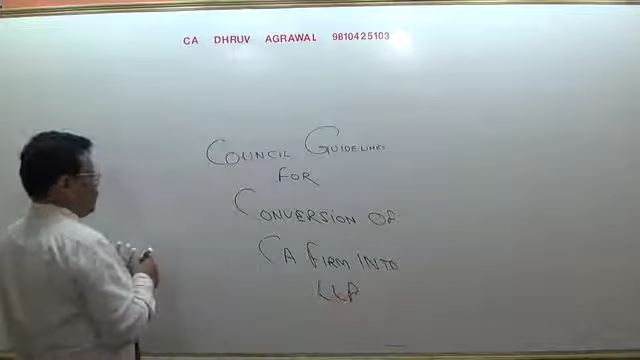 CA DHRUV AGRAWAL 9810425103
COUNCIL GUIDELINES
FOR
CONVERSION OF
CA FIRM INTO
LLP